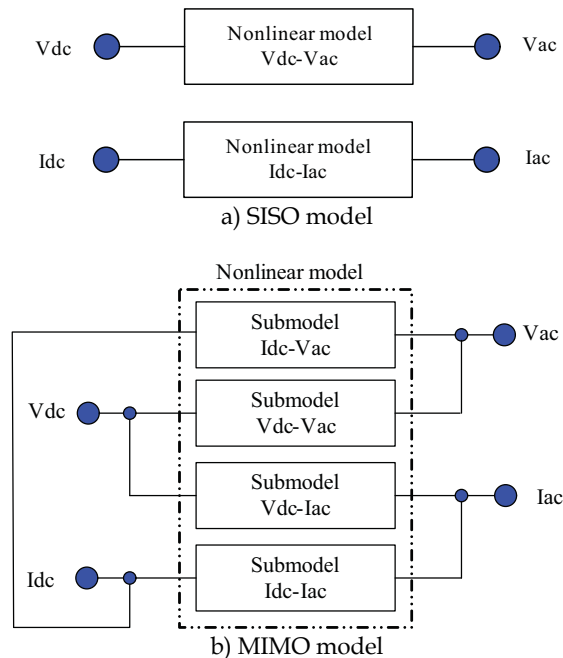 Vdc
Nonlinear model
Vdc-Vac
Vac
Idc
Nonlinear model
Idc-Iac
Iac
a) SISO model
Nonlinear model
Submodel
Idc-Vac
Vac
Vdc
Submodel
Vdc-Vac
Submodel
Vdc-Iac
Iac
Idc
Submodel
Idc-Iac
b) MIMO model